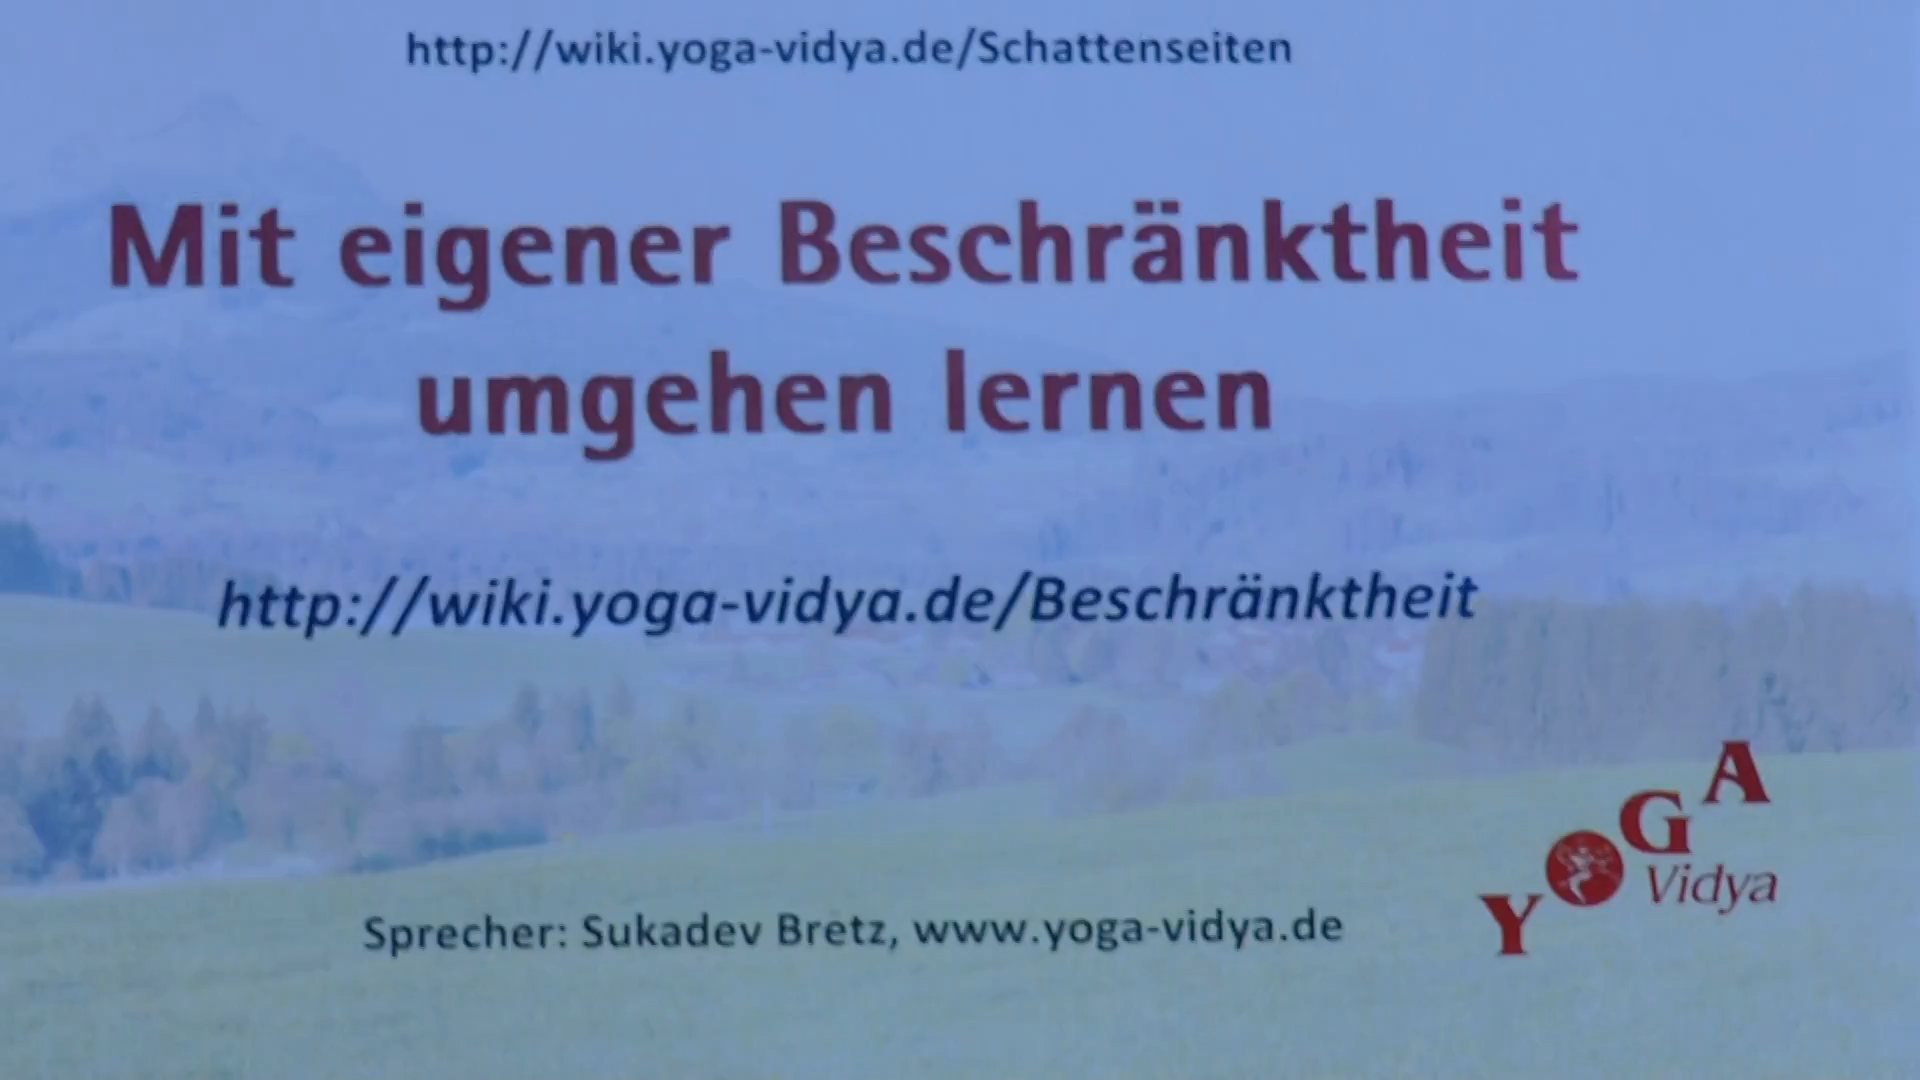 http://wiki.yoga-vidya.de/Schattenseiten
Mit eigener Beschränktheit
umgehen lernen
http://wiki.yoga-vidya.de/Beschränktheit
YOGA
Vidya
Sprecher: Sukadev Bretz, www.yoga-vidya.de